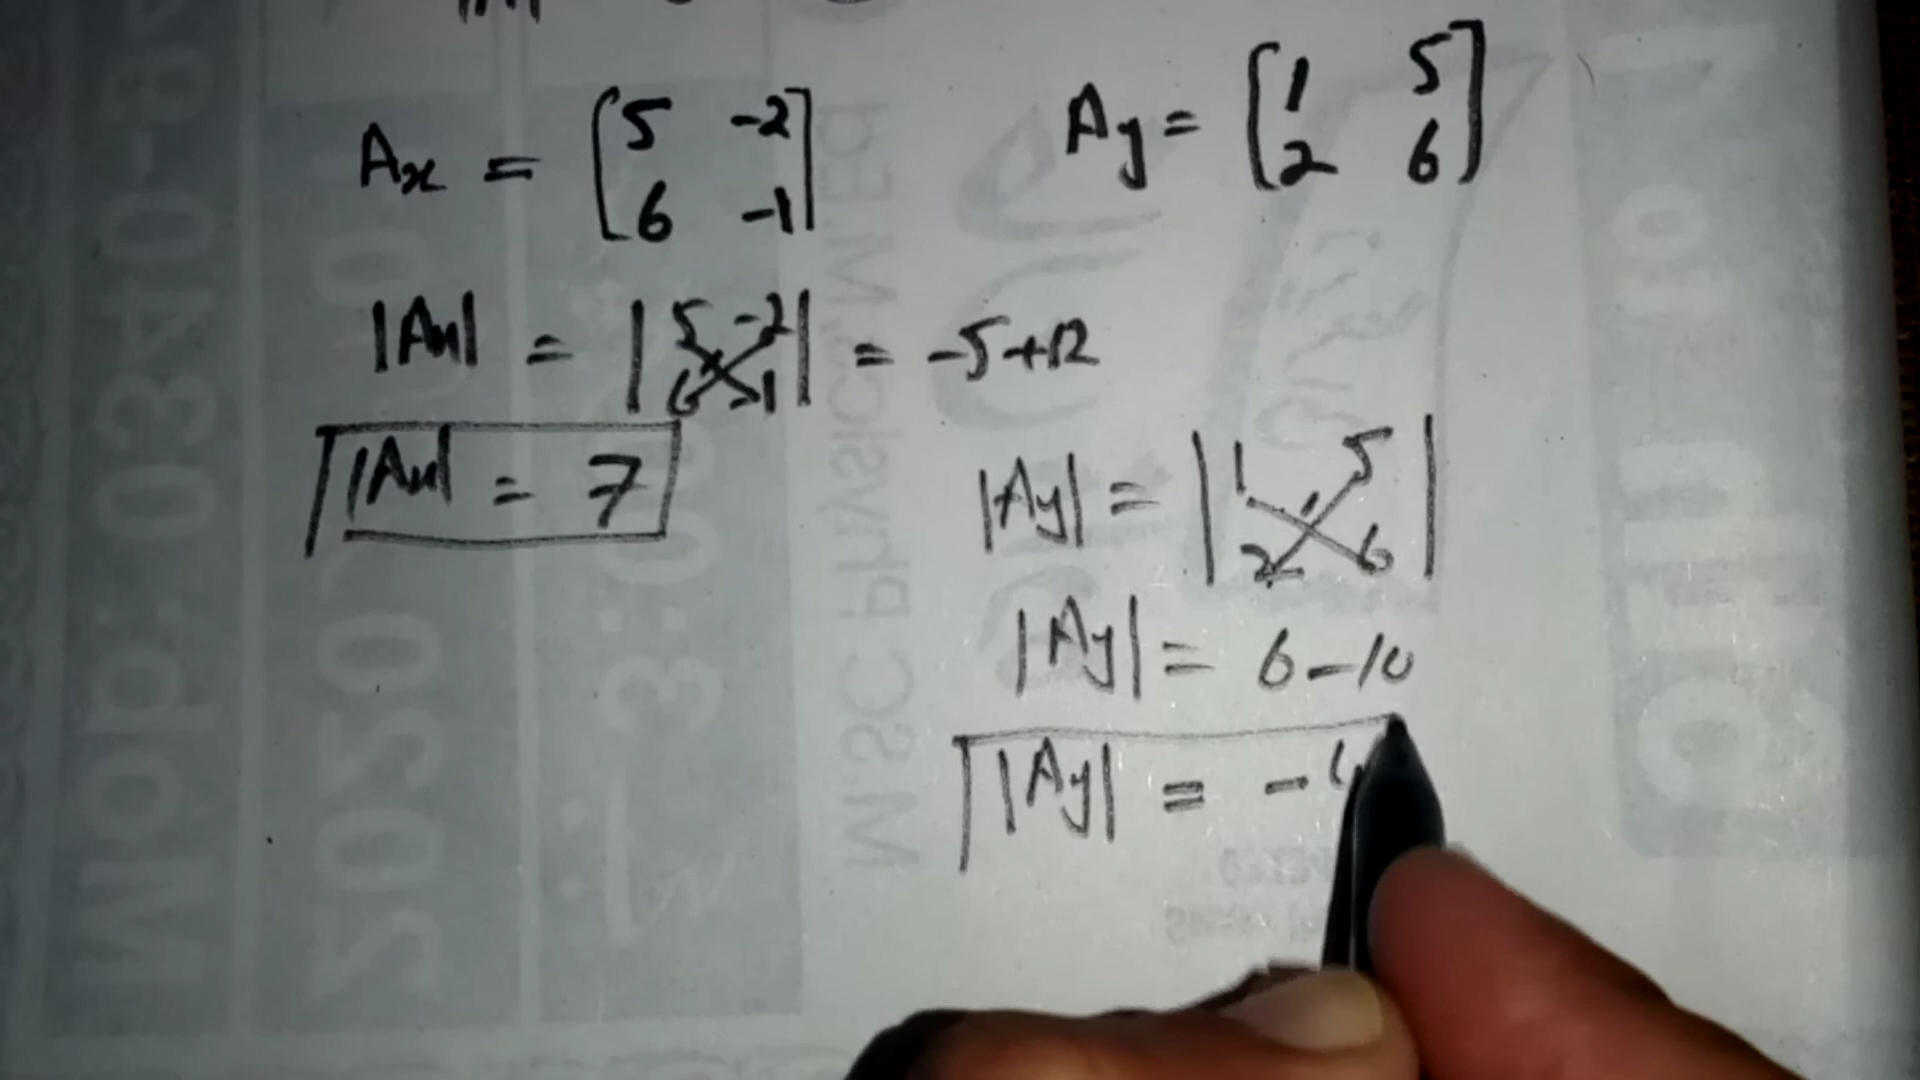 Ax = [5 -2
6 -1]
|Ax| = |5 -2
6 -1| = -5+12
|Ax| = 7
Ay = [1 5
2 6]
|Ay| = |1 5
2 6|
|Ay| = 6-10
|Ay| = -4